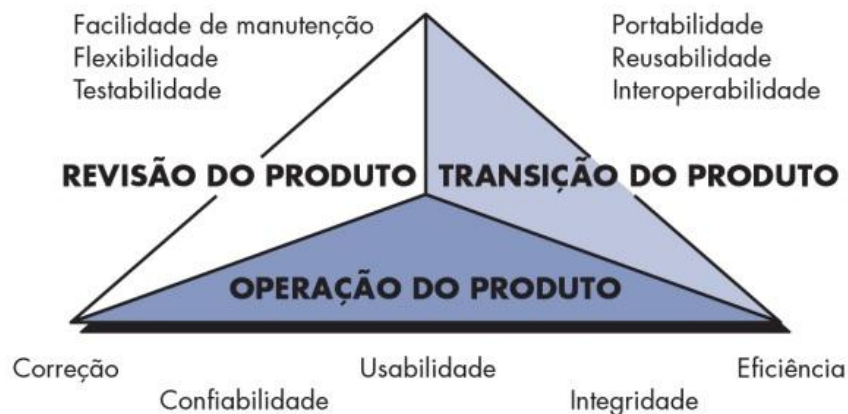 Facilidade de manutenção
Flexibilidade
Testabilidade
Portabilidade
Reusabilidade
Interoperabilidade
REVISÃO DO PRODUTO
TRANSIÇÃO DO PRODUTO
OPERAÇÃO DO PRODUTO
Correção
Usabilidade
Eficiência
Confiabilidade
Integridade